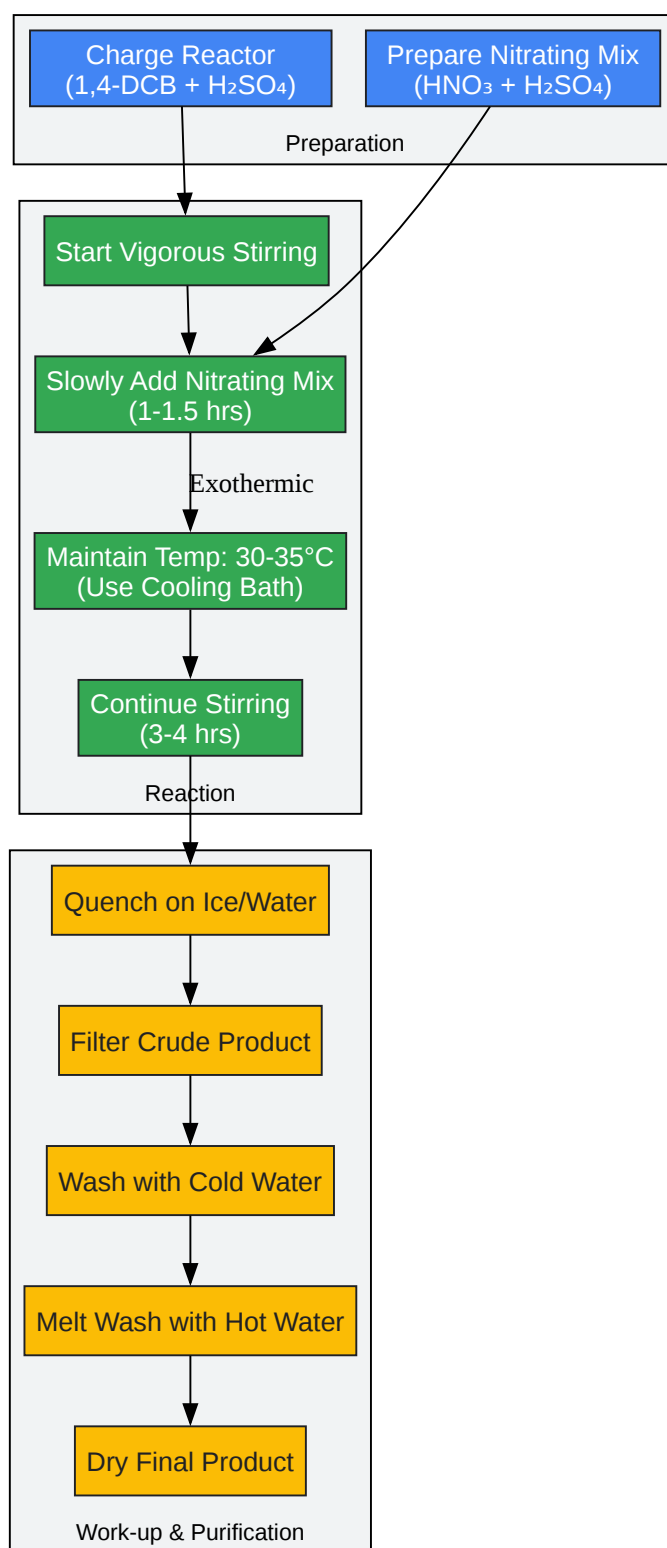 Charge Reactor
(1,4-DCB + H₂SO₄)
Prepare Nitrating Mix
(HNO₃ + H₂SO₄)
Preparation
Start Vigorous Stirring
Slowly Add Nitrating Mix
(1-1.5 hrs)
Exothermic
Maintain Temp: 30-35°C
(Use Cooling Bath)
Continue Stirring
(3-4 hrs)
Reaction
Quench on Ice/Water
Filter Crude Product
Wash with Cold Water
Melt Wash with Hot Water
Dry Final Product
Work-up & Purification